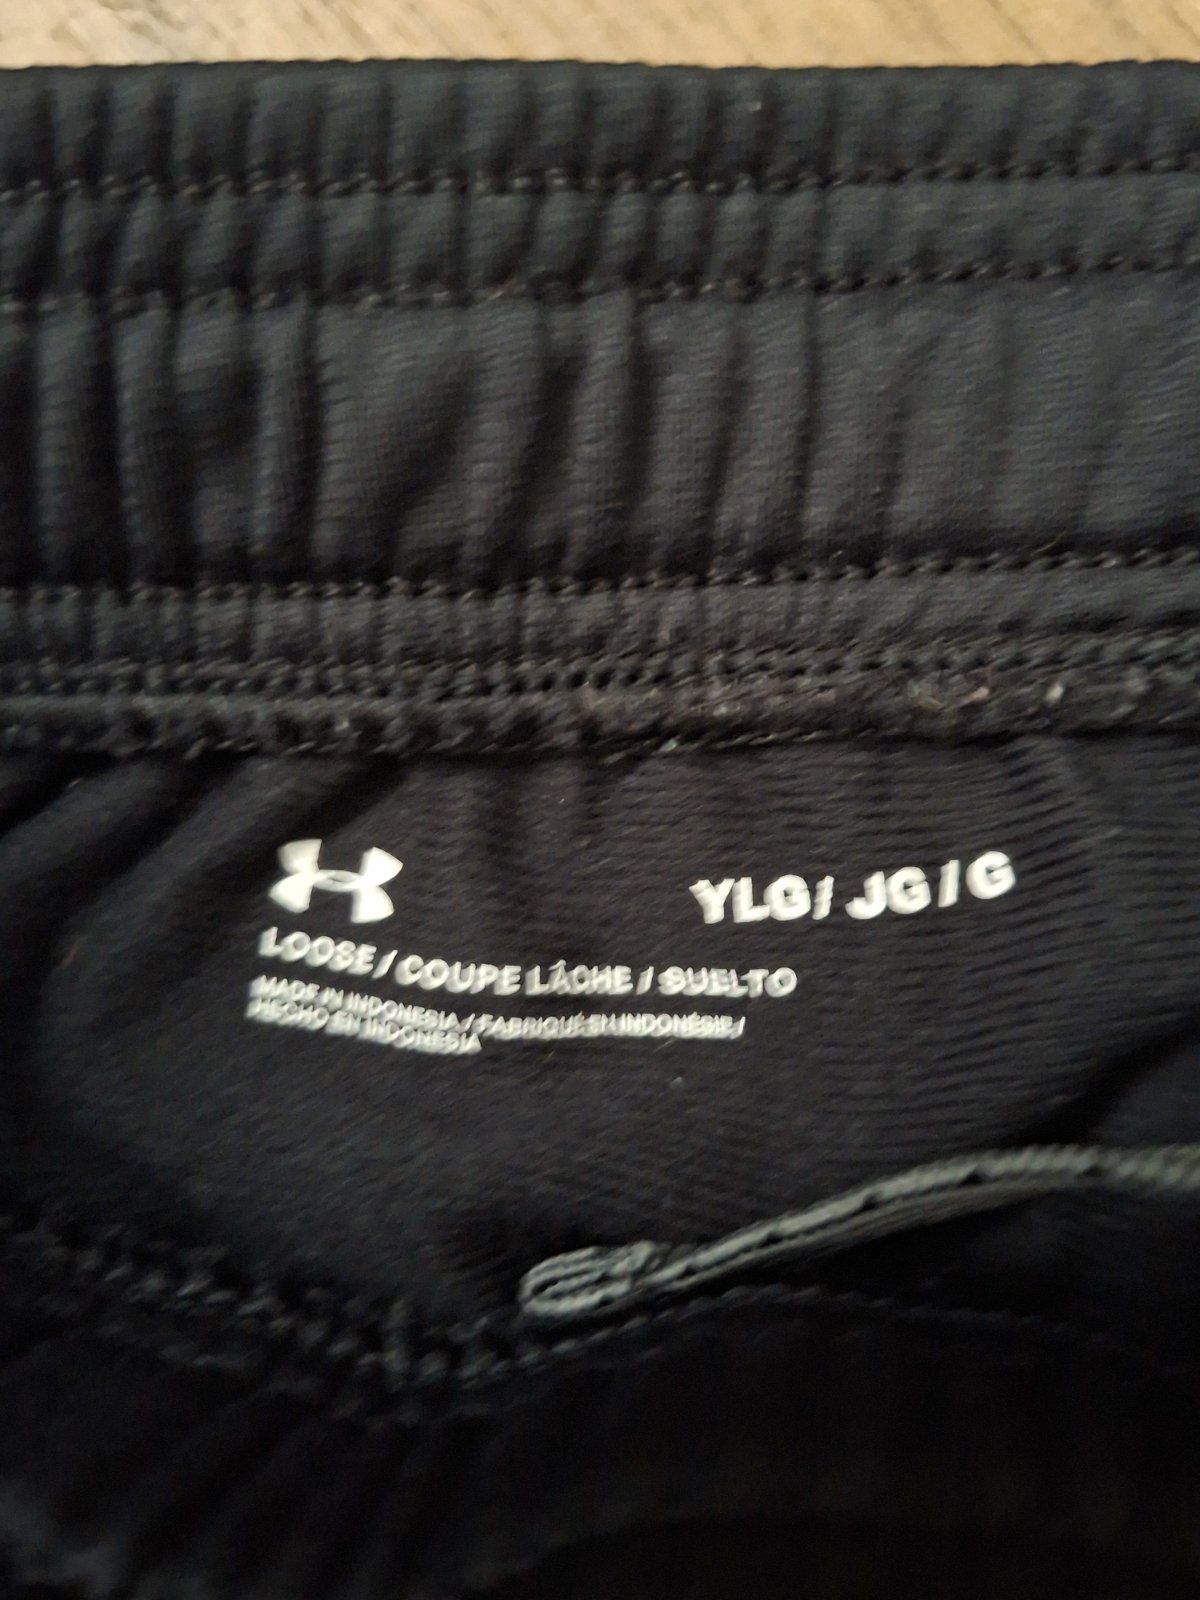 YLG / JG / G
LOOSE / COUPE LÂCHE / SUELTO
MADE IN INDONESIA / FABRIQUÉ EN INDONÉSIE /
HECHO EN INDONESIA